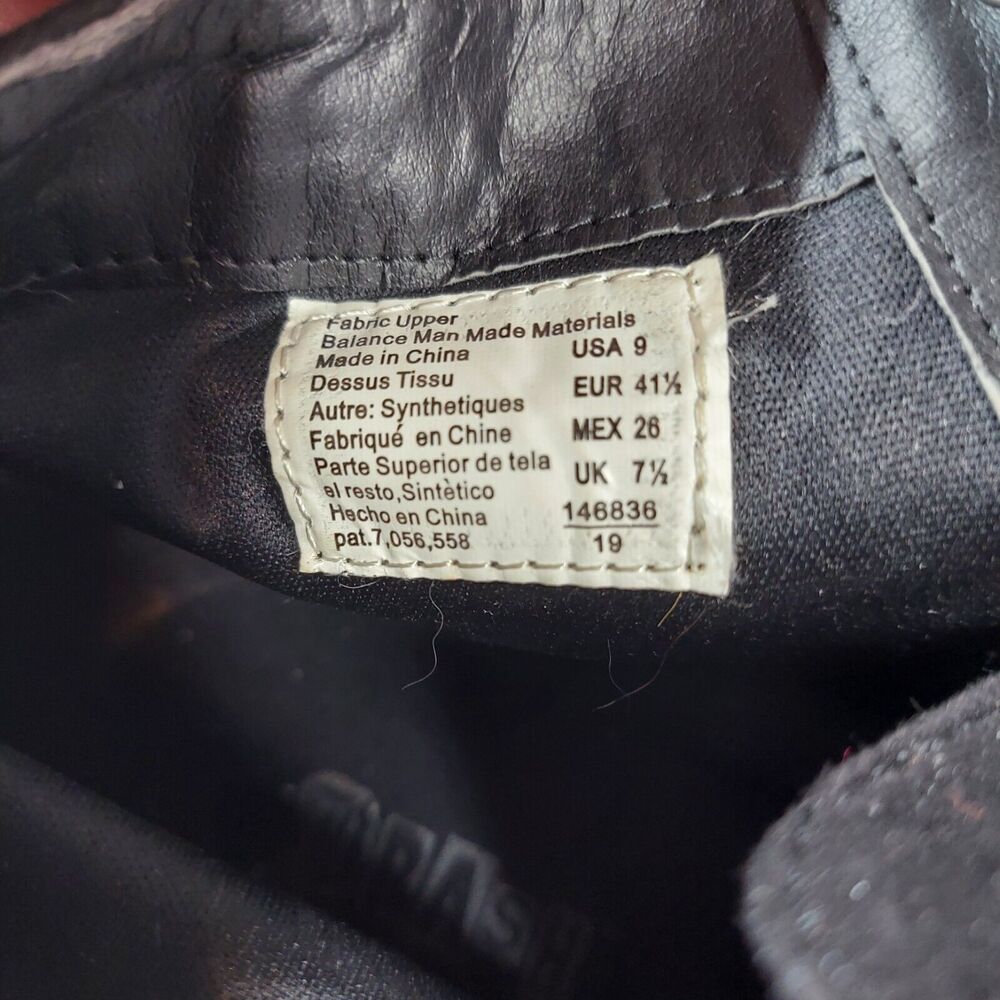 Fabric Upper
Balance Man Made Materials
Made in China
Dessus Tissu
Autre: Synthetiques
Fabriqué en Chine
Parte Superior de tela
el resto,Sintètico
Hecho en China
pat.7,056,558
USA 9
EUR 41½
MEX 26
UK 7½
146836
19